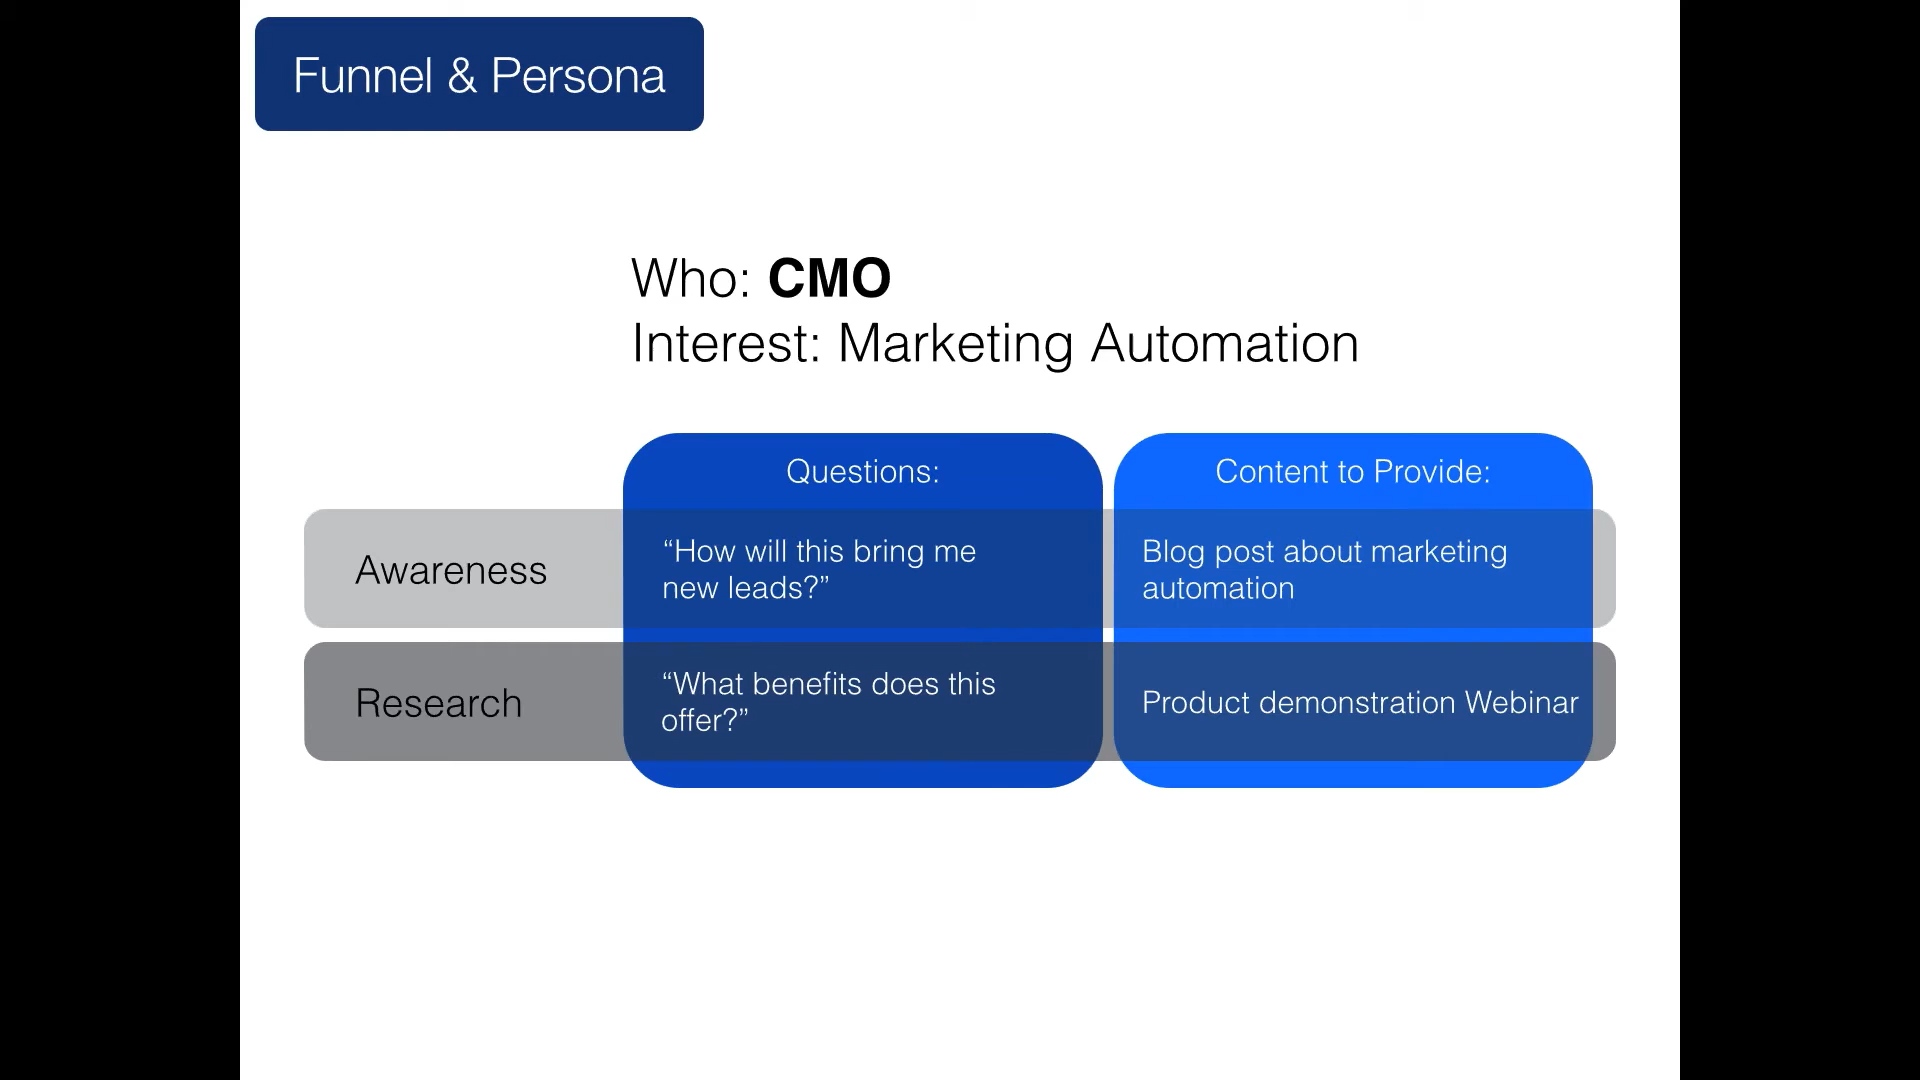 Funnel & Persona
Who: CMO
Interest: Marketing Automation
Questions:
Content to Provide:
Awareness
“How will this bring me
new leads?”
Blog post about marketing
automation
Research
“What benefits does this
offer?”
Product demonstration Webinar